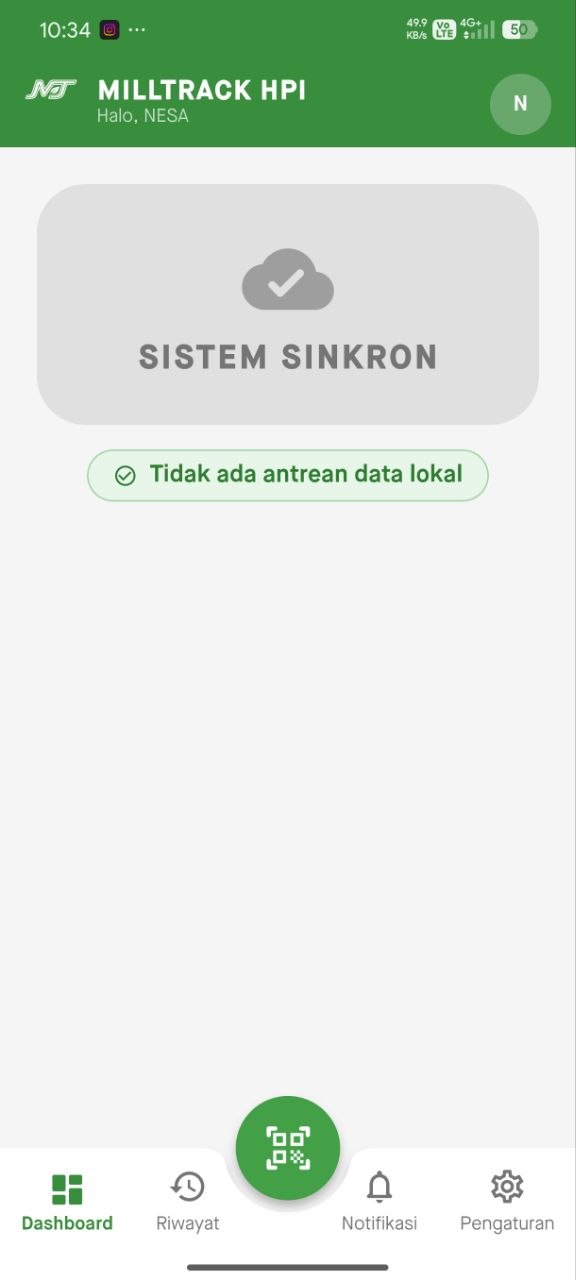 10:34
49.9 KB/s
Vo LTE
4G+
50
MILLTRACK HPI
Halo, NESA
N
SISTEM SINKRON
Tidak ada antrean data lokal
Dashboard
Riwayat
Notifikasi
Pengaturan